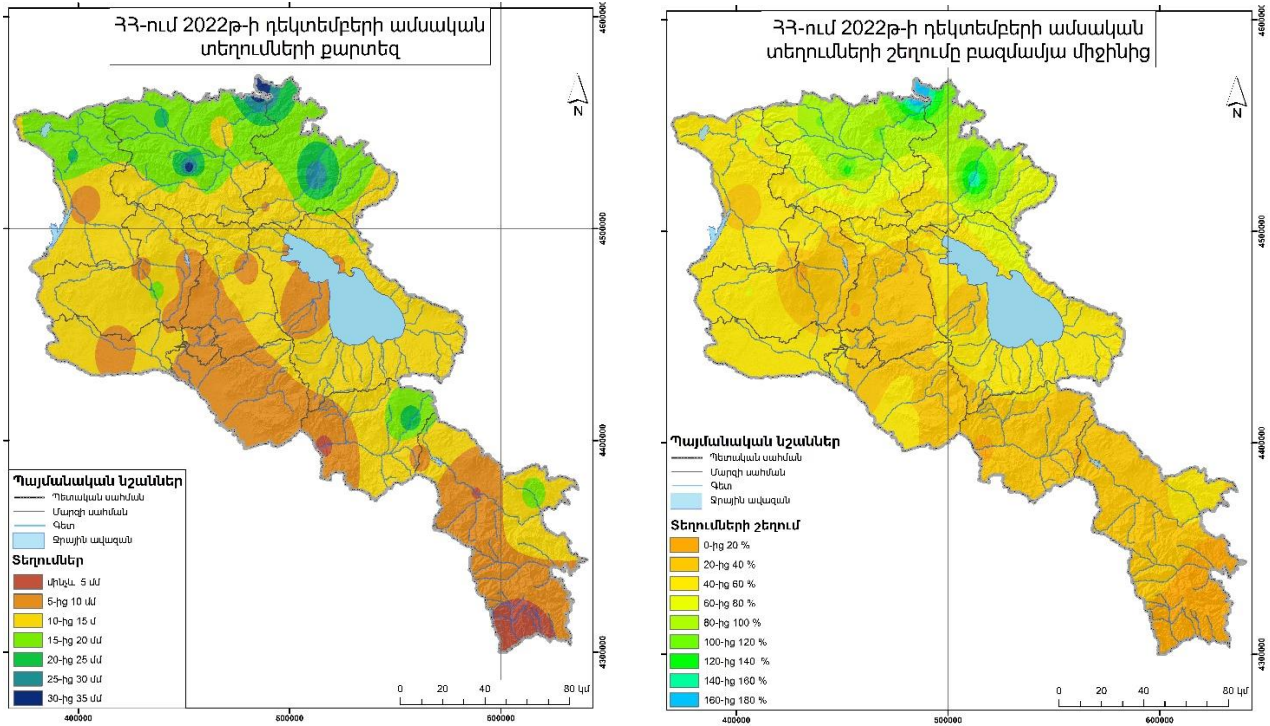 ՀՀ-ում 2022թ-ի դեկտեմբերի ամսական
տեղումների քարտեզ
N
4600000
4500000
4400000
4300000
Պայմանական նշաններ
Պետական սահման
Մարզի սահման
Գետ
Ջրային ավազան
Տեղումներ
մինչև 5 մմ
5-ից 10 մմ
10-ից 15 մ
15-ից 20 մմ
20-ից 25 մմ
25-ից 30 մմ
30-ից 35 մմ
0 20 40 80 կմ
400000 500000 600000
ՀՀ-ում 2022թ-ի դեկտեմբերի ամսական
տեղումների շեղումը բազմամյա միջինից
N
4600000
4500000
4400000
4300000
Պայմանական նշաններ
Պետական սահման
Մարզի սահման
Գետ
Ջրային ավազան
Տեղումների շեղում
0-ից 20 %
20-ից 40 %
40-ից 60 %
60-ից 80 %
80-ից 100 %
100-ից 120 %
120-ից 140 %
140-ից 160 %
160-ից 180 %
0 20 40 80 կմ
400000 500000 600000